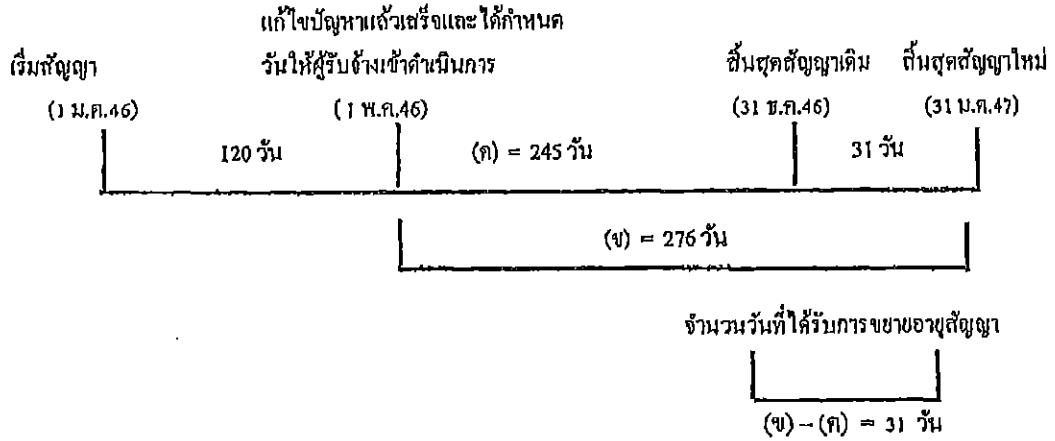 แก้ไขปัญหาแล้วเสร็จและได้กำหนด
เริ่มสัญญา วันให้ผู้รับจ้างเข้าดำเนินการ สิ้นสุดสัญญาเดิม สิ้นสุดสัญญาใหม่
(1 ม.ค.46) (1 พ.ค.46) (31 ธ.ค.46) (31 ม.ค.47)
120 วัน (ค) = 245 วัน 31 วัน
(ข) = 276 วัน
จำนวนวันที่ได้รับการขยายอายุสัญญา
(ข) – (ค) = 31 วัน